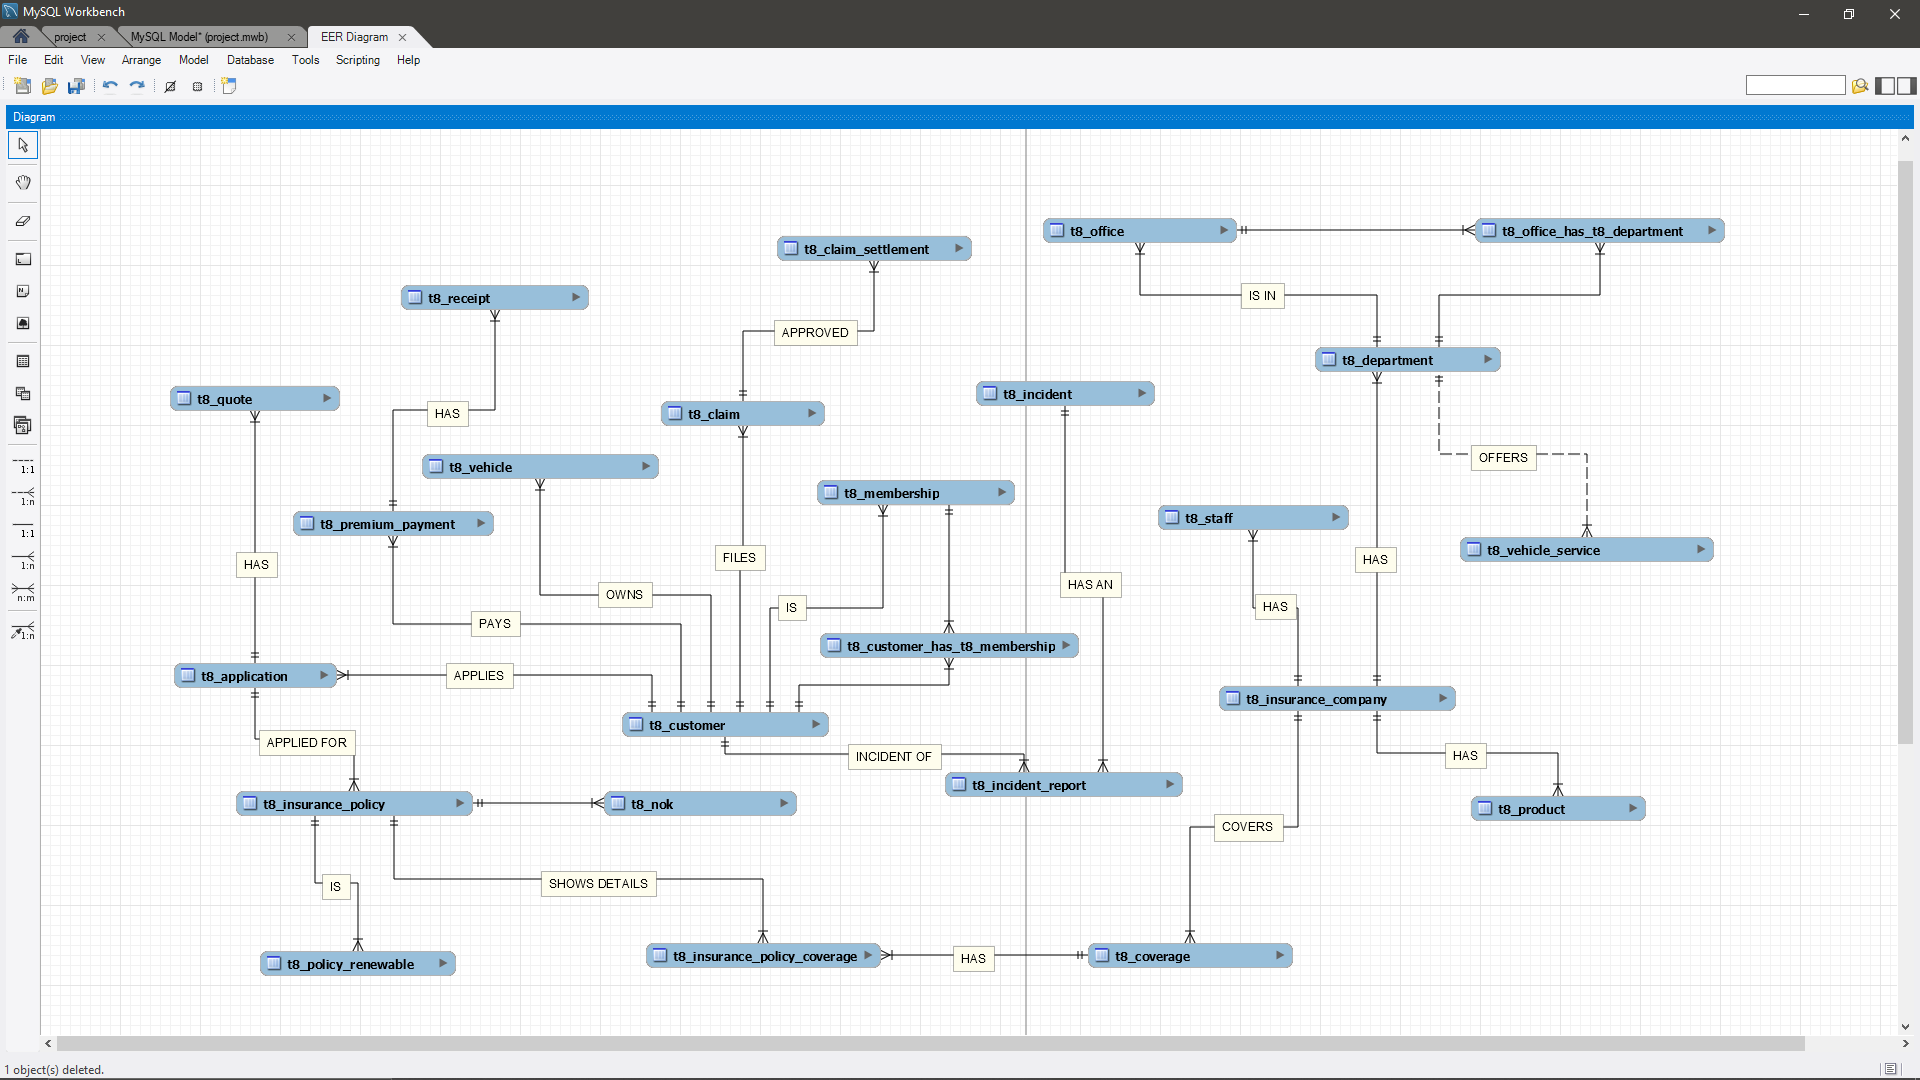 MySQL Workbench
project
MySQL Model* (project.mwb)
EER Diagram
File Edit View Arrange Model Database Tools Scripting Help
Diagram
t8_office
t8_office_has_t8_department
t8_claim_settlement
t8_receipt
IS IN
APPROVED
t8_department
t8_quote
t8_incident
HAS
t8_claim
t8_vehicle
OFFERS
1:1
t8_membership
1:n
t8_premium_payment
t8_staff
1:1
t8_vehicle_service
FILES
HAS
HAS
1:n
HAS AN
OWNS
n:m
IS
HAS
PAYS
1:n
t8_customer_has_t8_membership
t8_application
APPLIES
t8_insurance_company
t8_customer
APPLIED FOR
INCIDENT OF
HAS
t8_incident_report
t8_insurance_policy
t8_nok
t8_product
COVERS
IS
SHOWS DETAILS
t8_policy_renewable
t8_insurance_policy_coverage
HAS
t8_coverage
1 object(s) deleted.